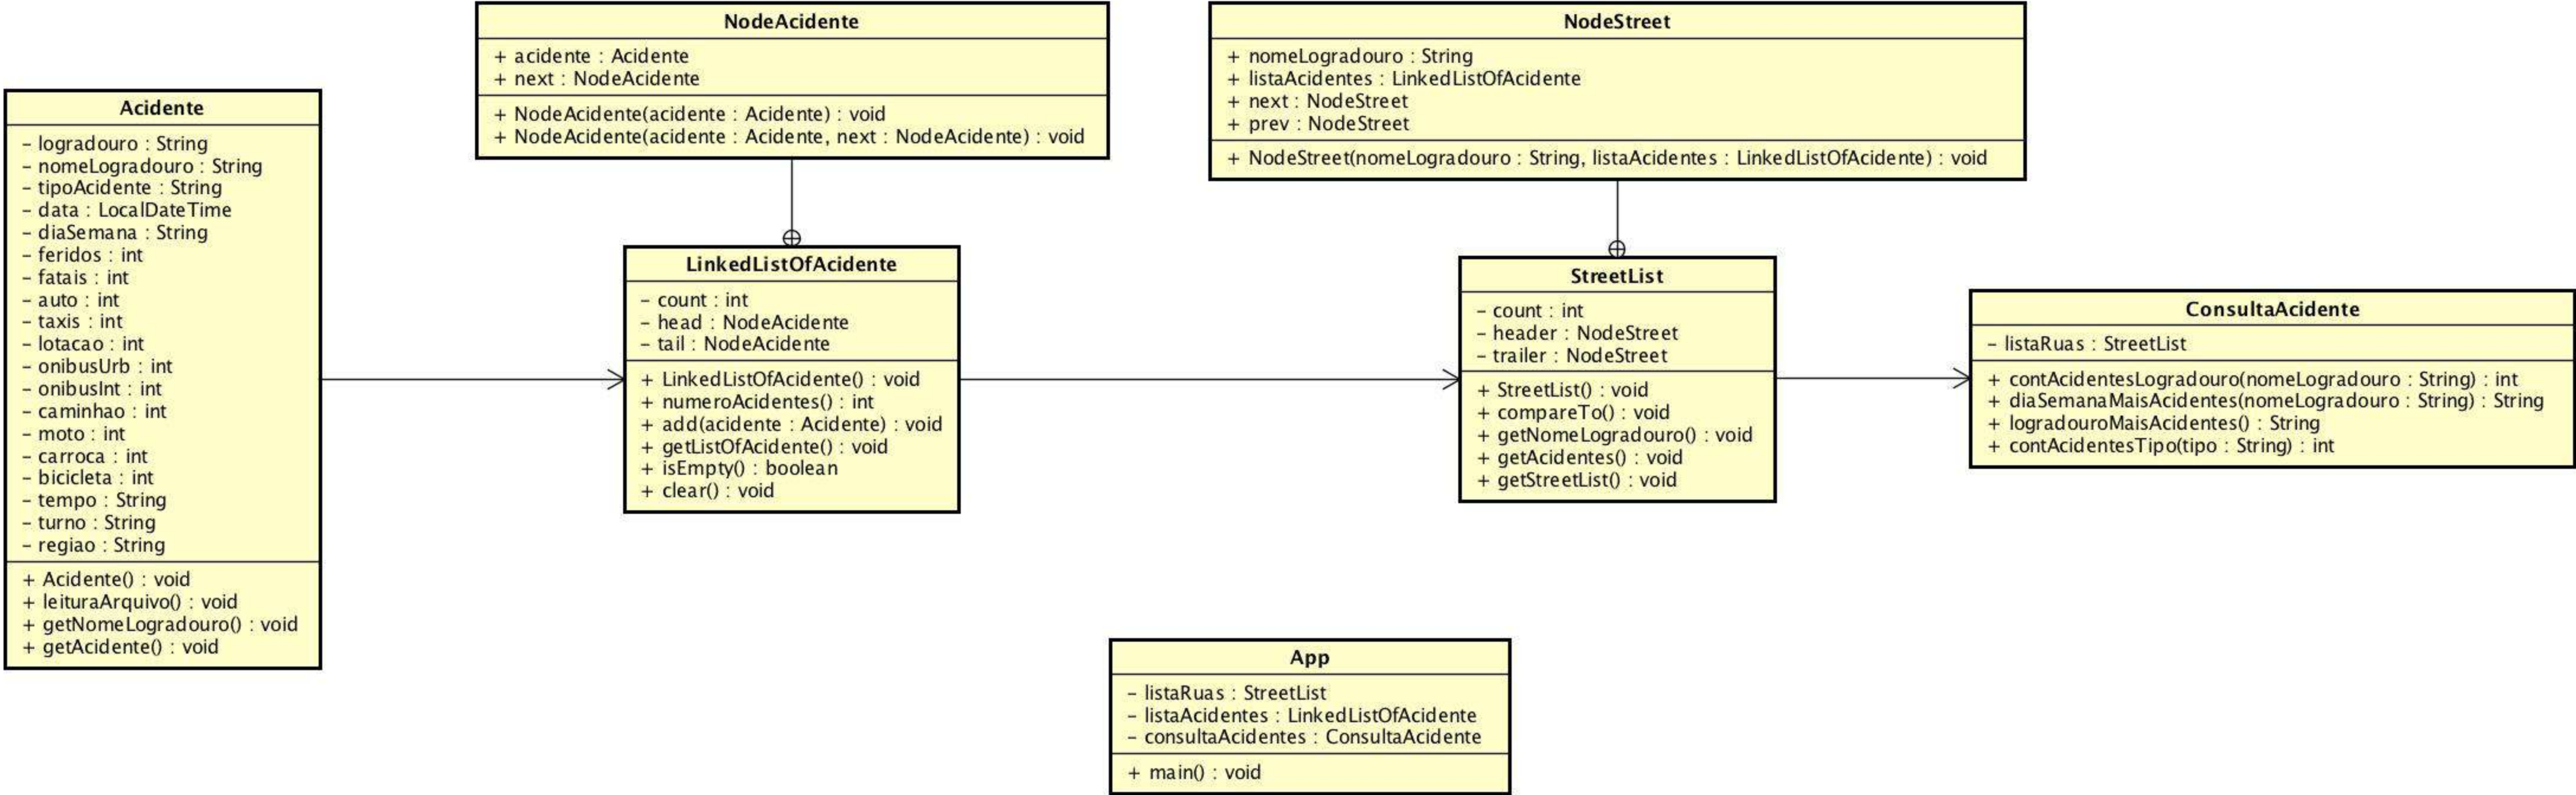 NodeAcidente
+ acidente : Acidente
+ next : NodeAcidente
+ NodeAcidente(acidente : Acidente) : void
+ NodeAcidente(acidente : Acidente, next : NodeAcidente) : void
NodeStreet
+ nomeLogradouro : String
+ listaAcidentes : LinkedListOfAcidente
+ next : NodeStreet
+ prev : NodeStreet
+ NodeStreet(nomeLogradouro : String, listaAcidentes : LinkedListOfAcidente) : void
Acidente
- logradouro : String
- nomeLogradouro : String
- tipoAcidente : String
- data : LocalDateTime
- diaSemana : String
- feridos : int
- fatais : int
- auto : int
- taxis : int
- lotacao : int
- onibusUrb : int
- onibusInt : int
- caminhao : int
- moto : int
- carroca : int
- bicicleta : int
- tempo : String
- turno : String
- regiao : String
+ Acidente() : void
+ leituraArquivo() : void
+ getNomeLogradouro() : void
+ getAcidente() : void
LinkedListOfAcidente
- count : int
- head : NodeAcidente
- tail : NodeAcidente
+ LinkedListOfAcidente() : void
+ numeroAcidentes() : int
+ add(acidente : Acidente) : void
+ getListOfAcidente() : void
+ isEmpty() : boolean
+ clear() : void
StreetList
- count : int
- header : NodeStreet
- trailer : NodeStreet
+ StreetList() : void
+ compareTo() : void
+ getNomeLogradouro() : void
+ getAcidentes() : void
+ getStreetList() : void
ConsultaAcidente
- listaRuas : StreetList
+ contAcidentesLogradouro(nomeLogradouro : String) : int
+ diaSemanaMaisAcidentes(nomeLogradouro : String) : String
+ logradouroMaisAcidentes() : String
+ contAcidentesTipo(tipo : String) : int
App
- listaRuas : StreetList
- listaAcidentes : LinkedListOfAcidente
- consultaAcidentes : ConsultaAcidente
+ main() : void